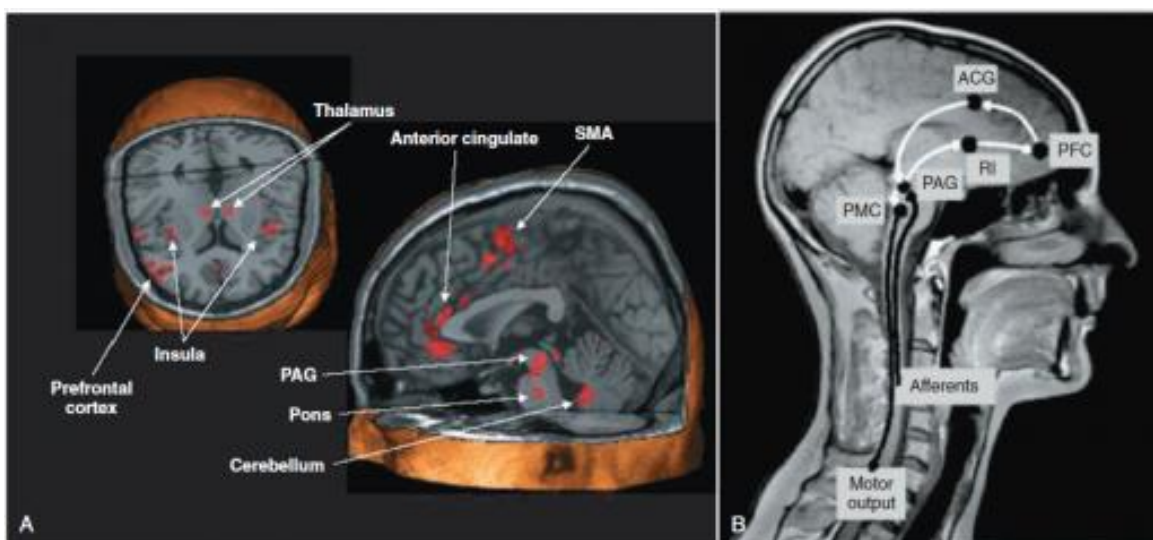 Thalamus
Anterior cingulate
SMA
Insula
Prefrontal
cortex
PAG
Pons
Cerebellum
A
ACG
PFC
RI
PAG
PMC
Afferents
Motor
output
B